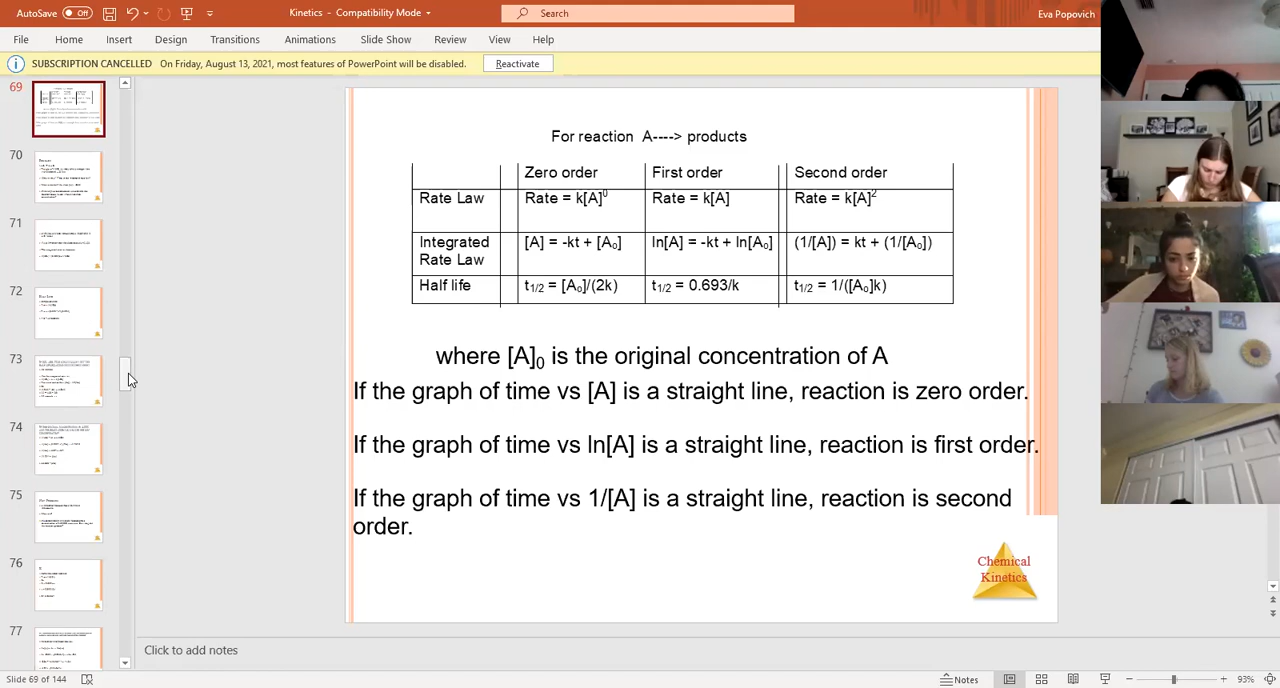 AutoSave Off Kinetics - Compatibility Mode Search Eva Popovich
File Home Insert Design Transitions Animations Slide Show Review View Help
SUBSCRIPTION CANCELLED On Friday, August 13, 2021, most features of PowerPoint will be disabled. Reactivate
69
70
71
72
73
74
75
76
77
For reaction A----> products
Zero order First order Second order
Rate Law Rate = k[A]⁰ Rate = k[A] Rate = k[A]²
Integrated Rate Law [A] = -kt + [A₀] ln[A] = -kt + ln[A₀] (1/[A]) = kt + (1/[A₀])
Half life t1/2 = [A₀]/(2k) t1/2 = 0.693/k t1/2 = 1/([A₀]k)
where [A]₀ is the original concentration of A
If the graph of time vs [A] is a straight line, reaction is zero order.
If the graph of time vs ln[A] is a straight line, reaction is first order.
If the graph of time vs 1/[A] is a straight line, reaction is second
order.
Chemical
Kinetics
Click to add notes
Slide 69 of 144 Notes 93%